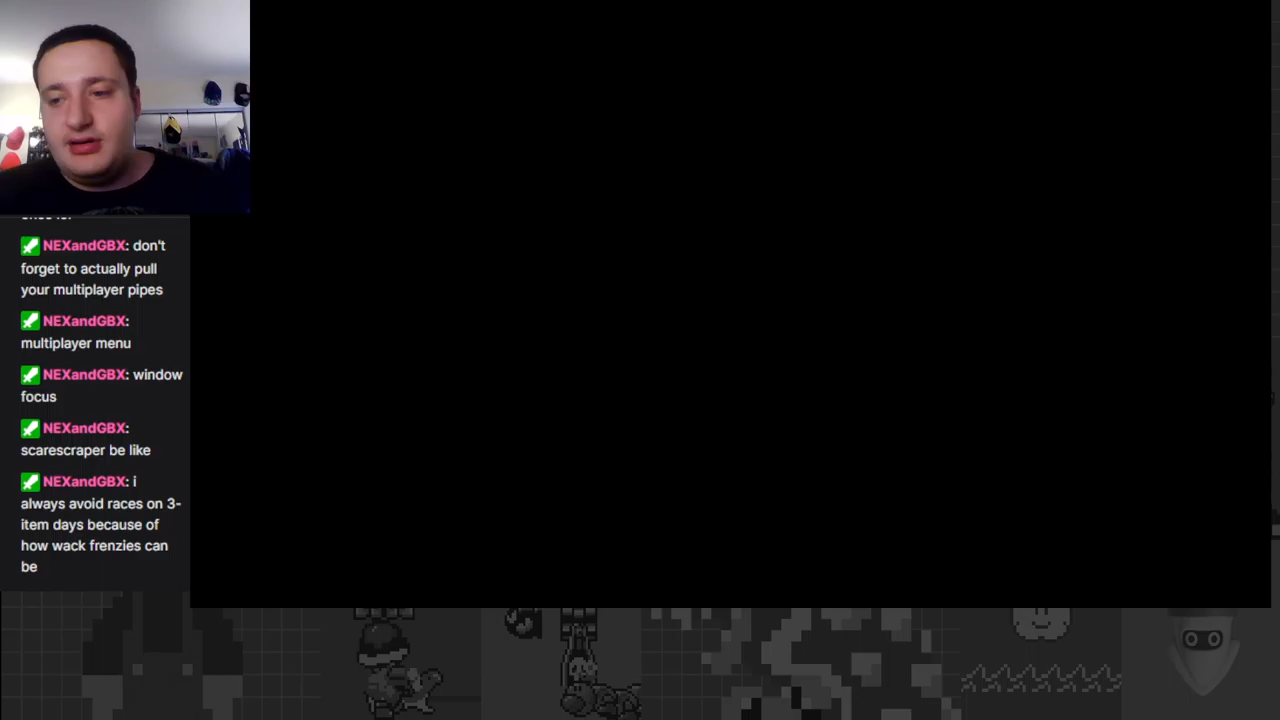 NEXandGBX: don't
forget to actually pull
your multiplayer pipes
NEXandGBX:
multiplayer menu
NEXandGBX: window
focus
NEXandGBX:
scarescraper be like
NEXandGBX: i
always avoid races on 3-
item days because of
how wack frenzies can
be